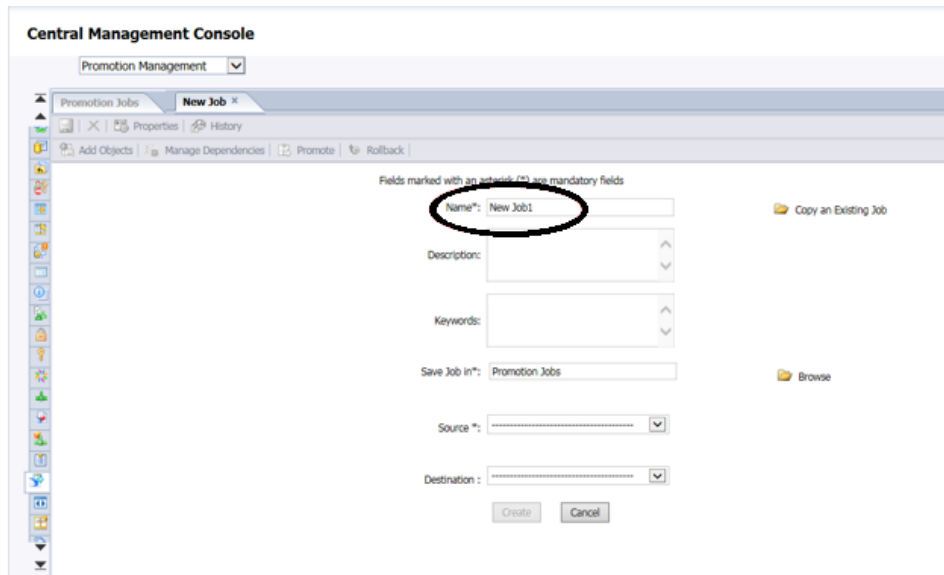 Central Management Console
Promotion Management
Promotion Jobs New Job ×
Properties | History
Add Objects | Manage Dependencies | Promote | Rollback |
Fields marked with an asterisk (*) are mandatory fields
Name*: New Job1 Copy an Existing Job
Description:
Keywords:
Save Job in*: Promotion Jobs Browse
Source *:
Destination :
Create Cancel